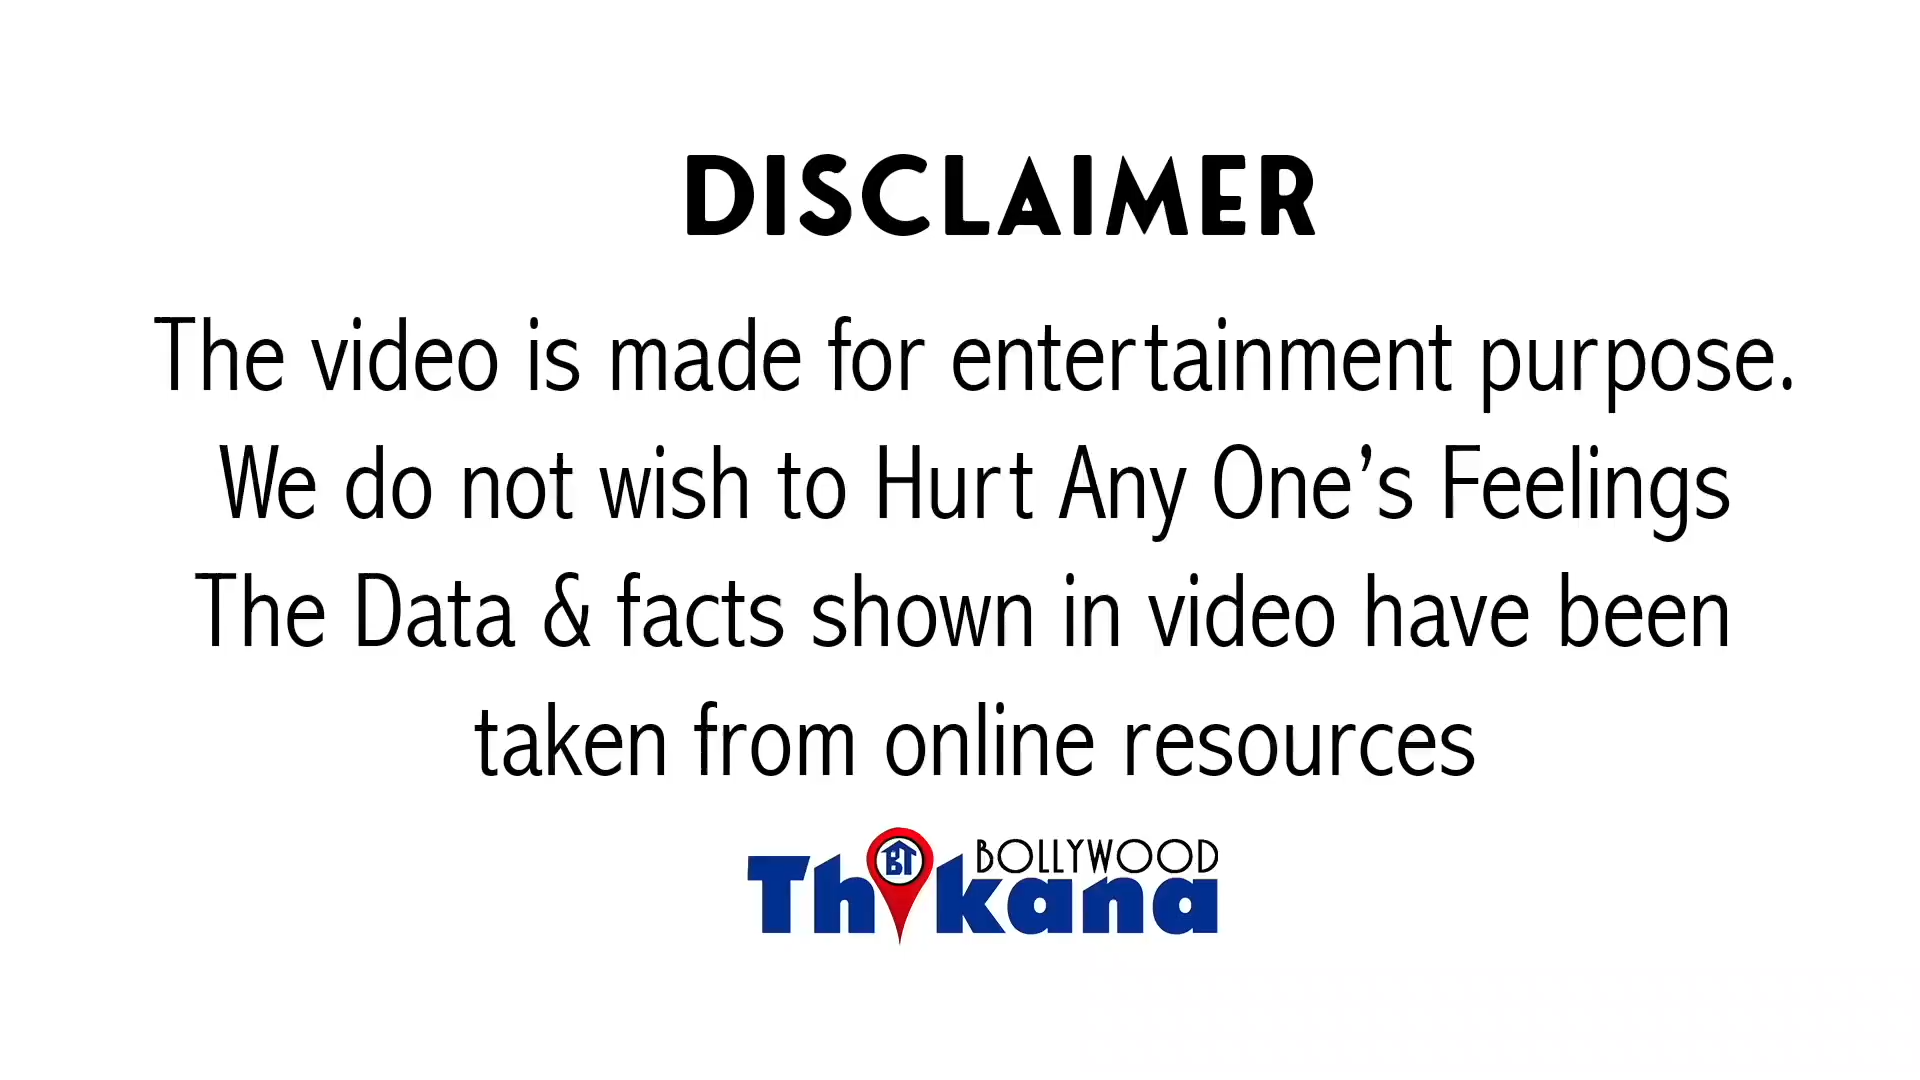 DISCLAIMER
The video is made for entertainment purpose.
We do not wish to Hurt Any One’s Feelings
The Data & facts shown in video have been
taken from online resources
BOLLYWOOD
BT
Thikana